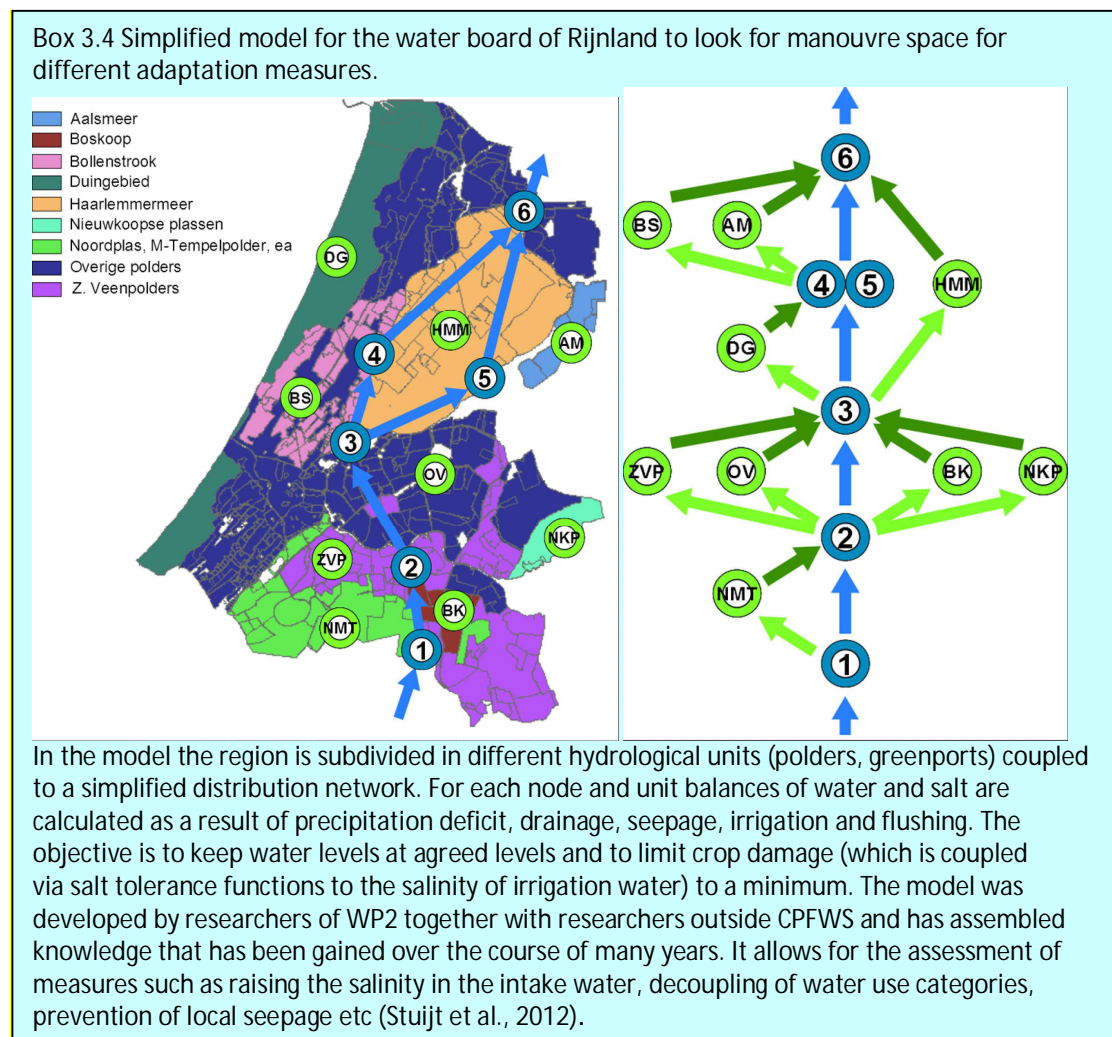 Box 3.4 Simplified model for the water board of Rijnland to look for manouvre space for
different adaptation measures.
Aalsmeer
Boskoop
Bollenstrook
Duingebied
Haarlemmermeer
Nieuwkoopse plassen
Noordplas, M-Tempelpolder, ea
Overige polders
Z. Veenpolders
6
DG
HMM
AM
4
5
BS
3
OV
NKP
ZVP
2
BK
NMT
1
6
BS
AM
4
5
HMM
DG
3
ZVP
OV
BK
NKP
2
NMT
1
In the model the region is subdivided in different hydrological units (polders, greenports) coupled
to a simplified distribution network. For each node and unit balances of water and salt are
calculated as a result of precipitation deficit, drainage, seepage, irrigation and flushing. The
objective is to keep water levels at agreed levels and to limit crop damage (which is coupled
via salt tolerance functions to the salinity of irrigation water) to a minimum. The model was
developed by researchers of WP2 together with researchers outside CPFWS and has assembled
knowledge that has been gained over the course of many years. It allows for the assessment of
measures such as raising the salinity in the intake water, decoupling of water use categories,
prevention of local seepage etc (Stuijt et al., 2012).